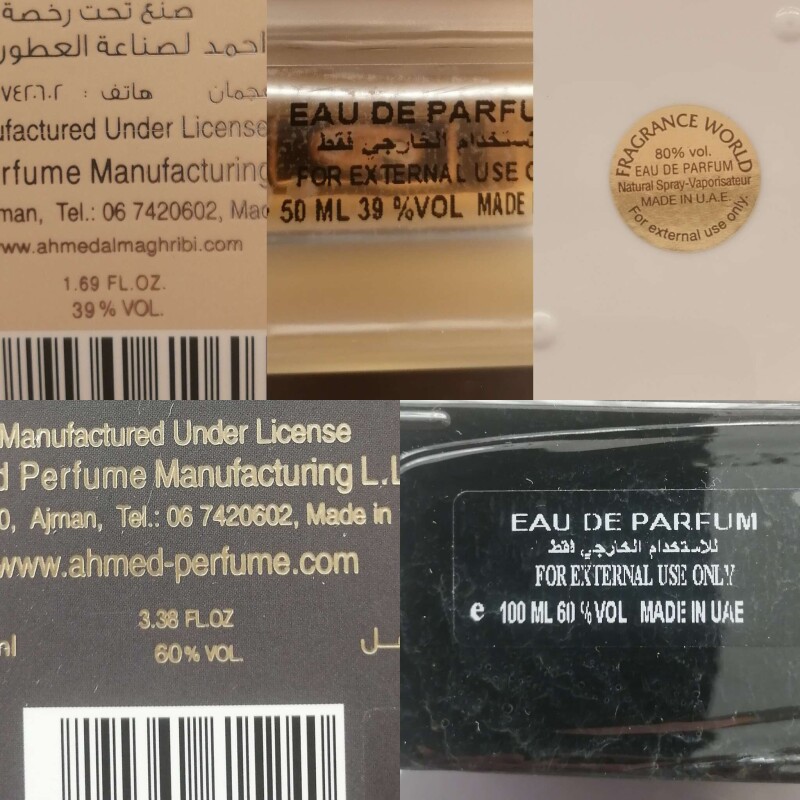 صنع تحت رخصة
احمد لصناعة العطور
عجمان هاتف : ٧٤٢٠٦٠٢
ufactured Under License
rfume Manufacturing
man, Tel.: 06 7420602, Mad
www.ahmedalmaghribi.com
1.69 FL.OZ.
39% VOL.
EAU DE PARFU
للاستخدام الخارجي فقط
FOR EXTERNAL USE O
50 ML 39 %VOL MADE
FRAGRANCE WORLD
80% vol.
EAU DE PARFUM
Natural Spray-Vaporisateur
MADE IN U.A.E.
For external use only.
Manufactured Under License
d Perfume Manufacturing L.L
0, Ajman, Tel.: 06 7420602, Made in
www.ahmed-perfume.com
3.38 FL.OZ
ml
60% VOL.
EAU DE PARFUM
للاستخدام الخارجي فقط
FOR EXTERNAL USE ONLY
e 100 ML 60 % VOL MADE IN UAE